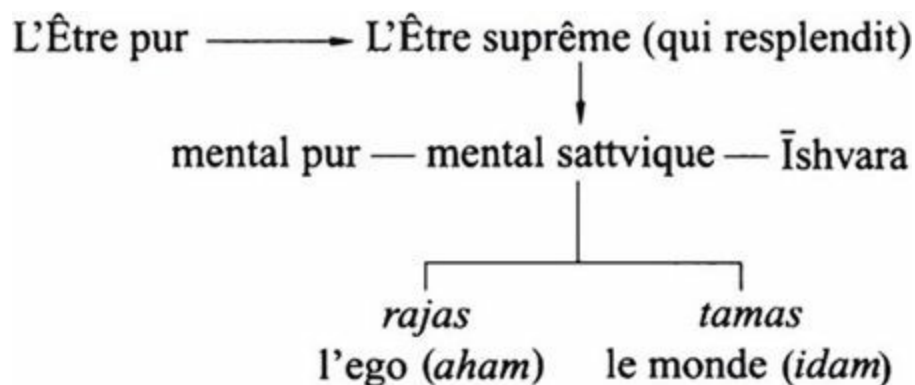 L'Être pur L'Être suprême (qui resplendit)
mental pur — mental sattvique — Īshvara
rajas tamas
l'ego (aham) le monde (idam)